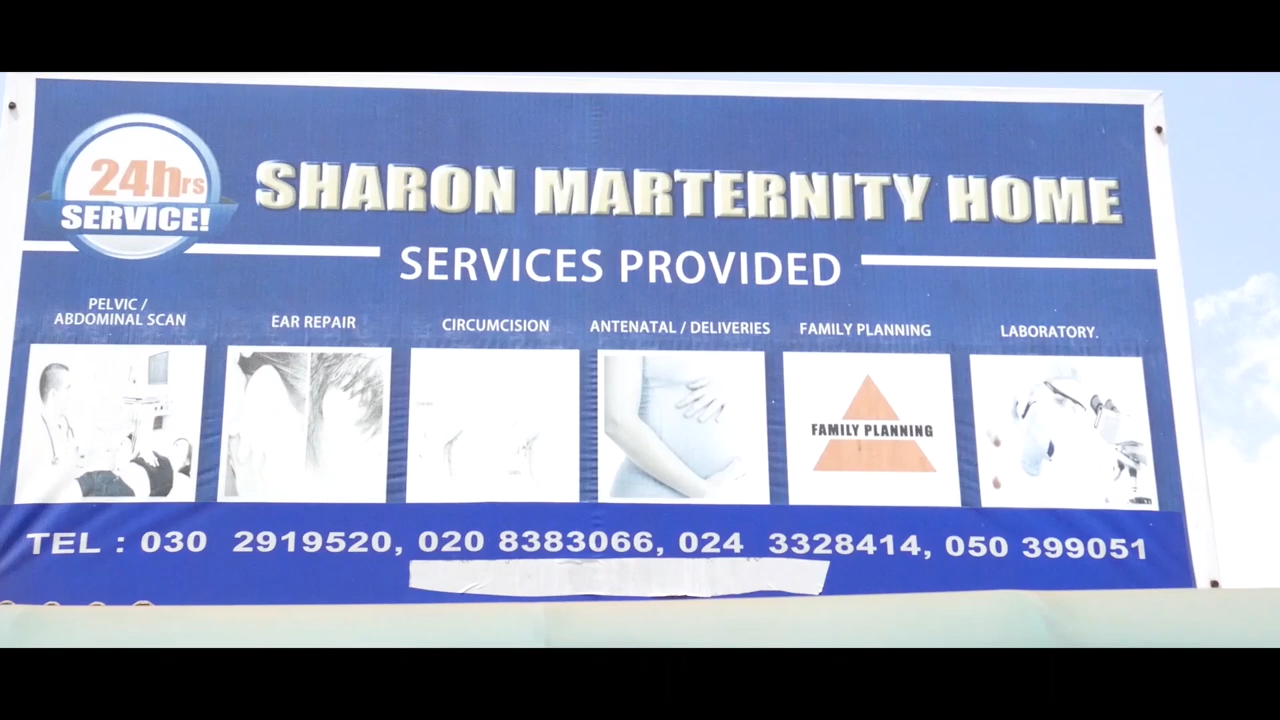 24hrs
SERVICE!
SHARON MARTERNITY HOME
SERVICES PROVIDED
PELVIC /
ABDOMINAL SCAN
EAR REPAIR
CIRCUMCISION
ANTENATAL / DELIVERIES
FAMILY PLANNING
LABORATORY.
FAMILY PLANNING
TEL : 030 2919520, 020 8383066, 024 3328414, 050 399051